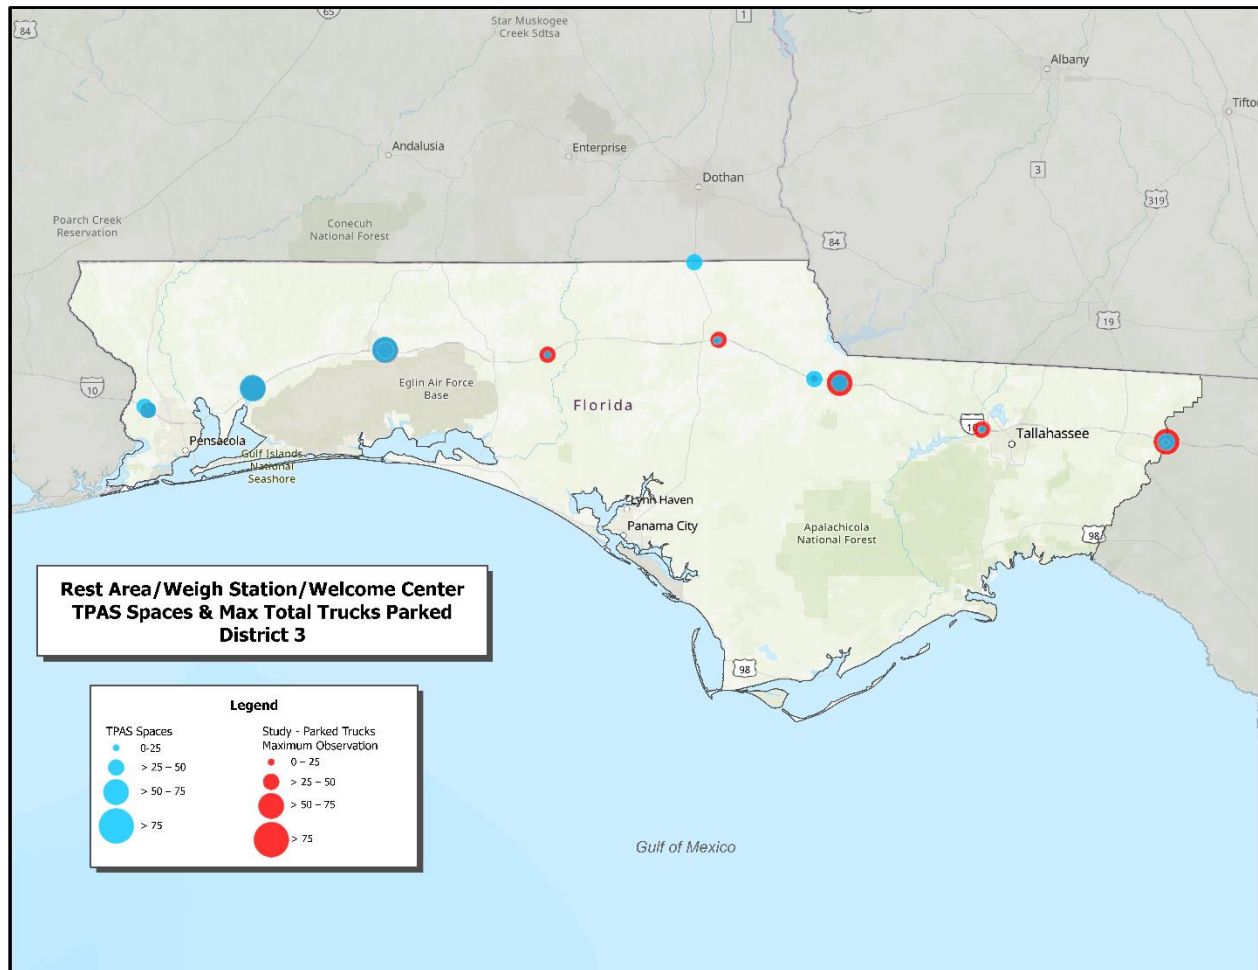 65
Star Muskogee
Creek Sdtsa
1
84
82
Albany
Tifto
Andalusia
Enterprise
3
Dothan
319
Poarch Creek
Reservation
Conecuh
National Forest
84
19
10
Eglin Air Force
Base
Florida
Pensacola
Gulf Islands
National
Seashore
10
Tallahassee
Lynn Haven
Panama City
Apalachicola
National Forest
98
98
Rest Area/Weigh Station/Welcome Center
TPAS Spaces & Max Total Trucks Parked
District 3
Legend
TPAS Spaces
0-25
> 25 – 50
> 50 – 75
> 75
Study - Parked Trucks
Maximum Observation
0 – 25
> 25 – 50
> 50 – 75
> 75
Gulf of Mexico